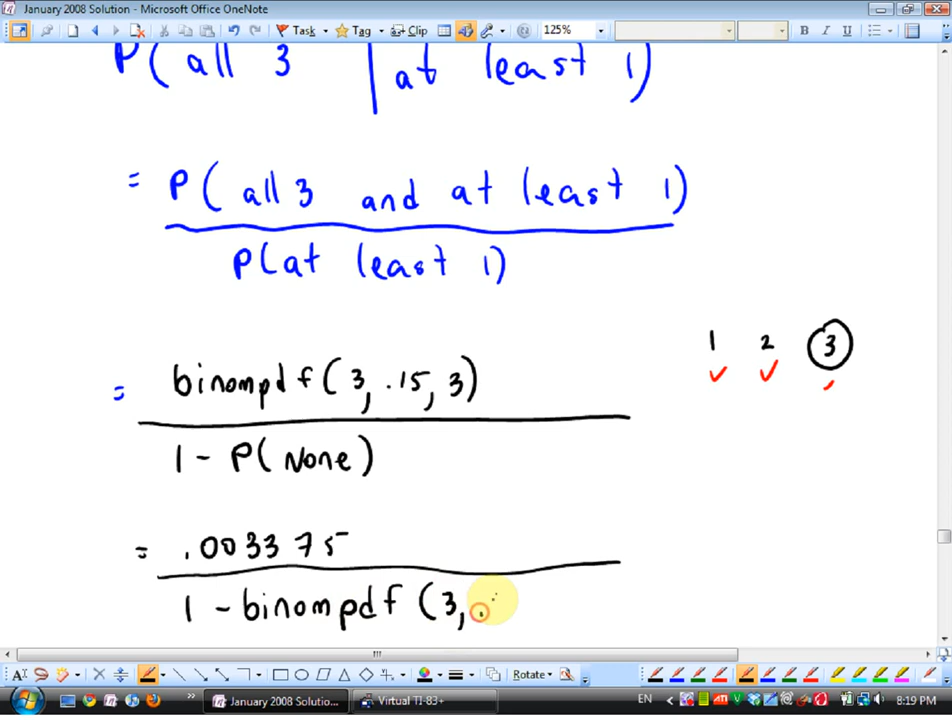 January 2008 Solution - Microsoft Office OneNote
Task Tag Clip 125% B I U
P( all 3 | at least 1)
= P( all 3 and at least 1)
P(at least 1)
1 2 3
= binompdf(3, .15, 3)
1 - P(None)
= .003375
1 - binompdf (3, .
Rotate
January 2008 Solutio... Virtual TI-83+ EN 8:19 PM